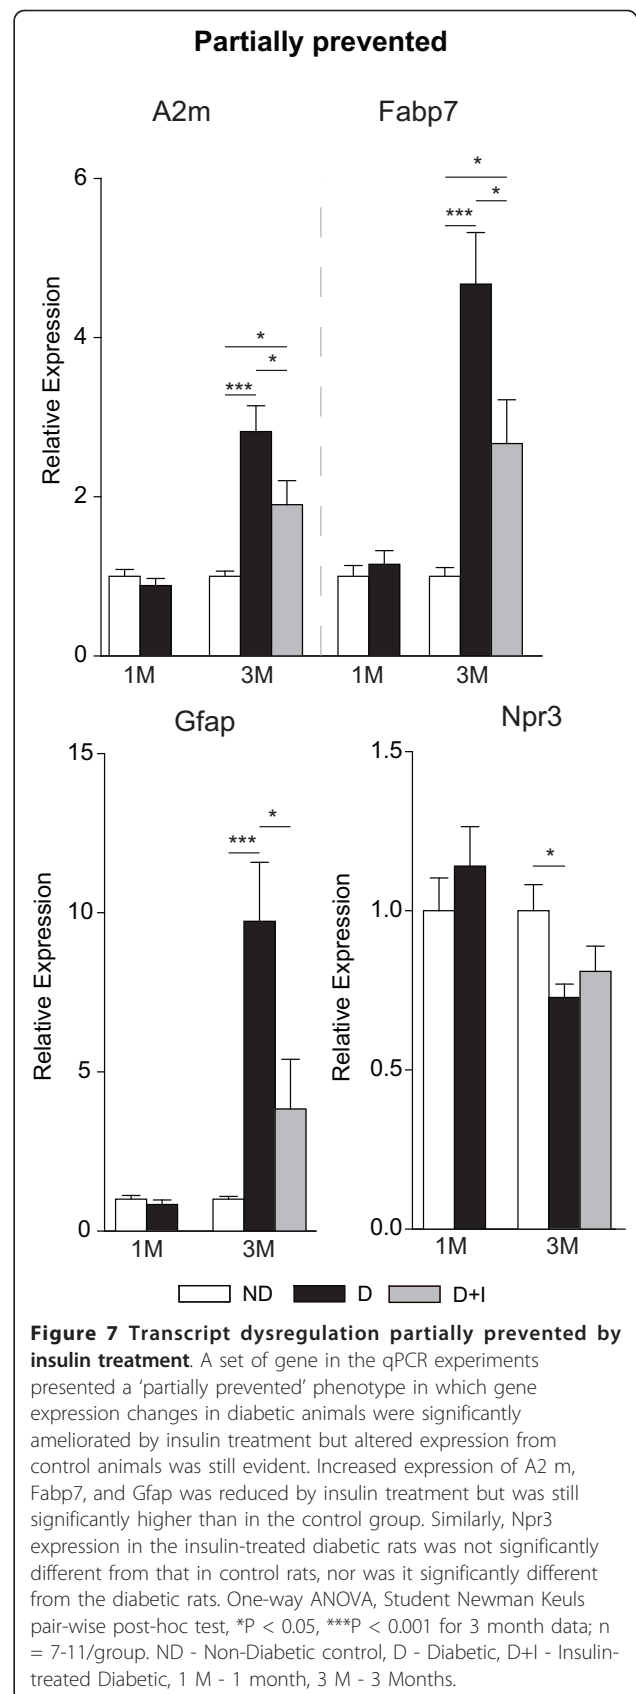 Partially prevented
A2m
Fabp7
Relative Expression
6
4
2
0
*
*
***
*
*
***
1M
3M
1M
3M
Gfap
Relative Expression
15
10
5
0
*
***
1M
3M
Npr3
Relative Expression
1.5
1.0
0.5
0.0
*
1M
3M
ND D D+I
Figure 7 Transcript dysregulation partially prevented by
insulin treatment. A set of gene in the qPCR experiments
presented a ‘partially prevented’ phenotype in which gene
expression changes in diabetic animals were significantly
ameliorated by insulin treatment but altered expression from
control animals was still evident. Increased expression of A2 m,
Fabp7, and Gfap was reduced by insulin treatment but was still
significantly higher than in the control group. Similarly, Npr3
expression in the insulin-treated diabetic rats was not significantly
different from that in control rats, nor was it significantly different
from the diabetic rats. One-way ANOVA, Student Newman Keuls
pair-wise post-hoc test, *P < 0.05, ***P < 0.001 for 3 month data; n
= 7-11/group. ND - Non-Diabetic control, D - Diabetic, D+I - Insulin-
treated Diabetic, 1 M - 1 month, 3 M - 3 Months.